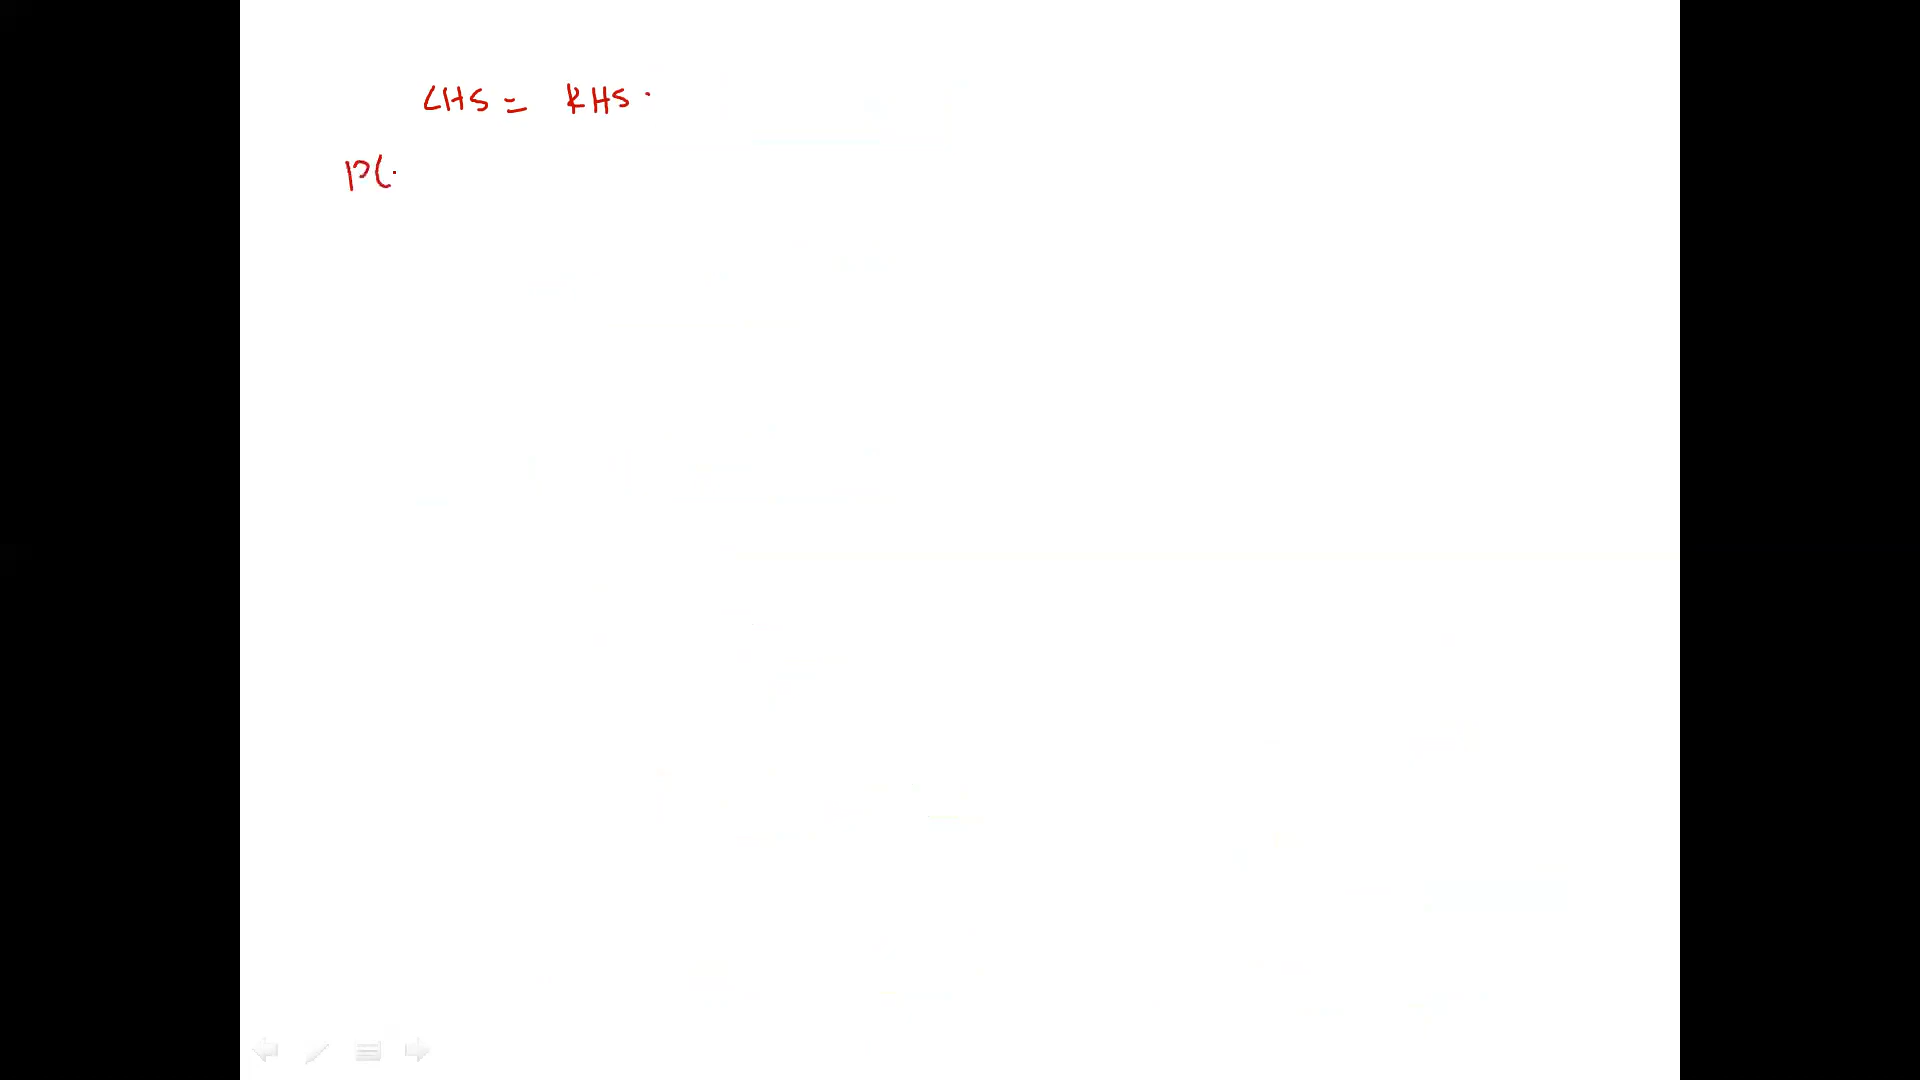 LHS = RHS.
P(